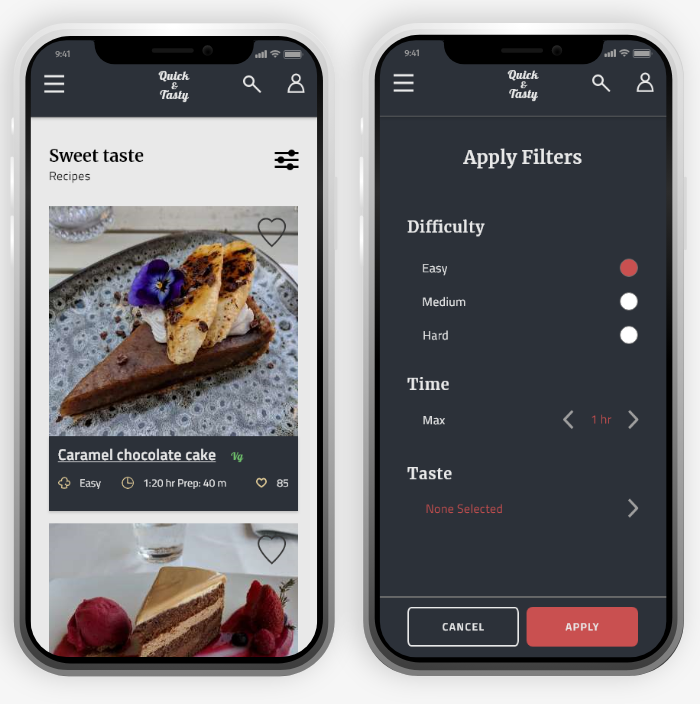 9:41
Quick
&
Tasty
Sweet taste
Recipes
Caramel chocolate cake Vg
Easy 1:20 hr Prep: 40 m 85
9:41
Quick
&
Tasty
Apply Filters
Difficulty
Easy
Medium
Hard
Time
Max 1 hr
Taste
None Selected
CANCEL APPLY